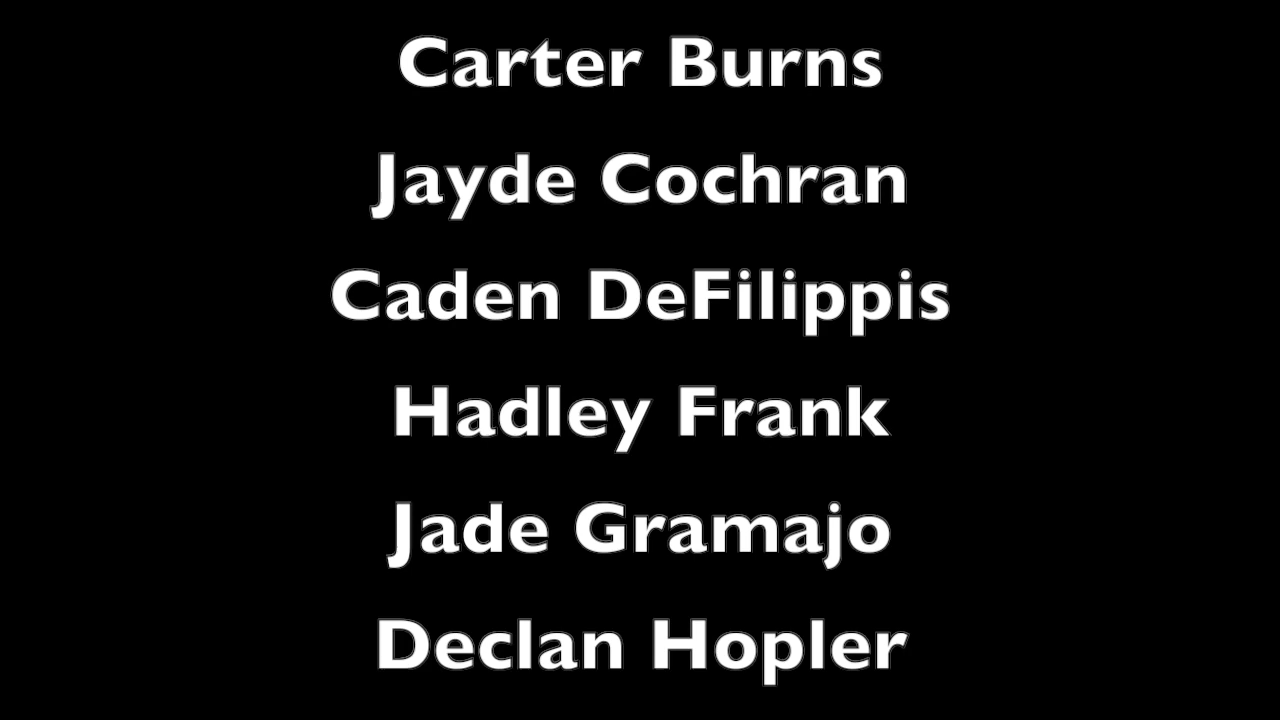 Carter Burns
Jayde Cochran
Caden DeFilippis
Hadley Frank
Jade Gramajo
Declan Hopler